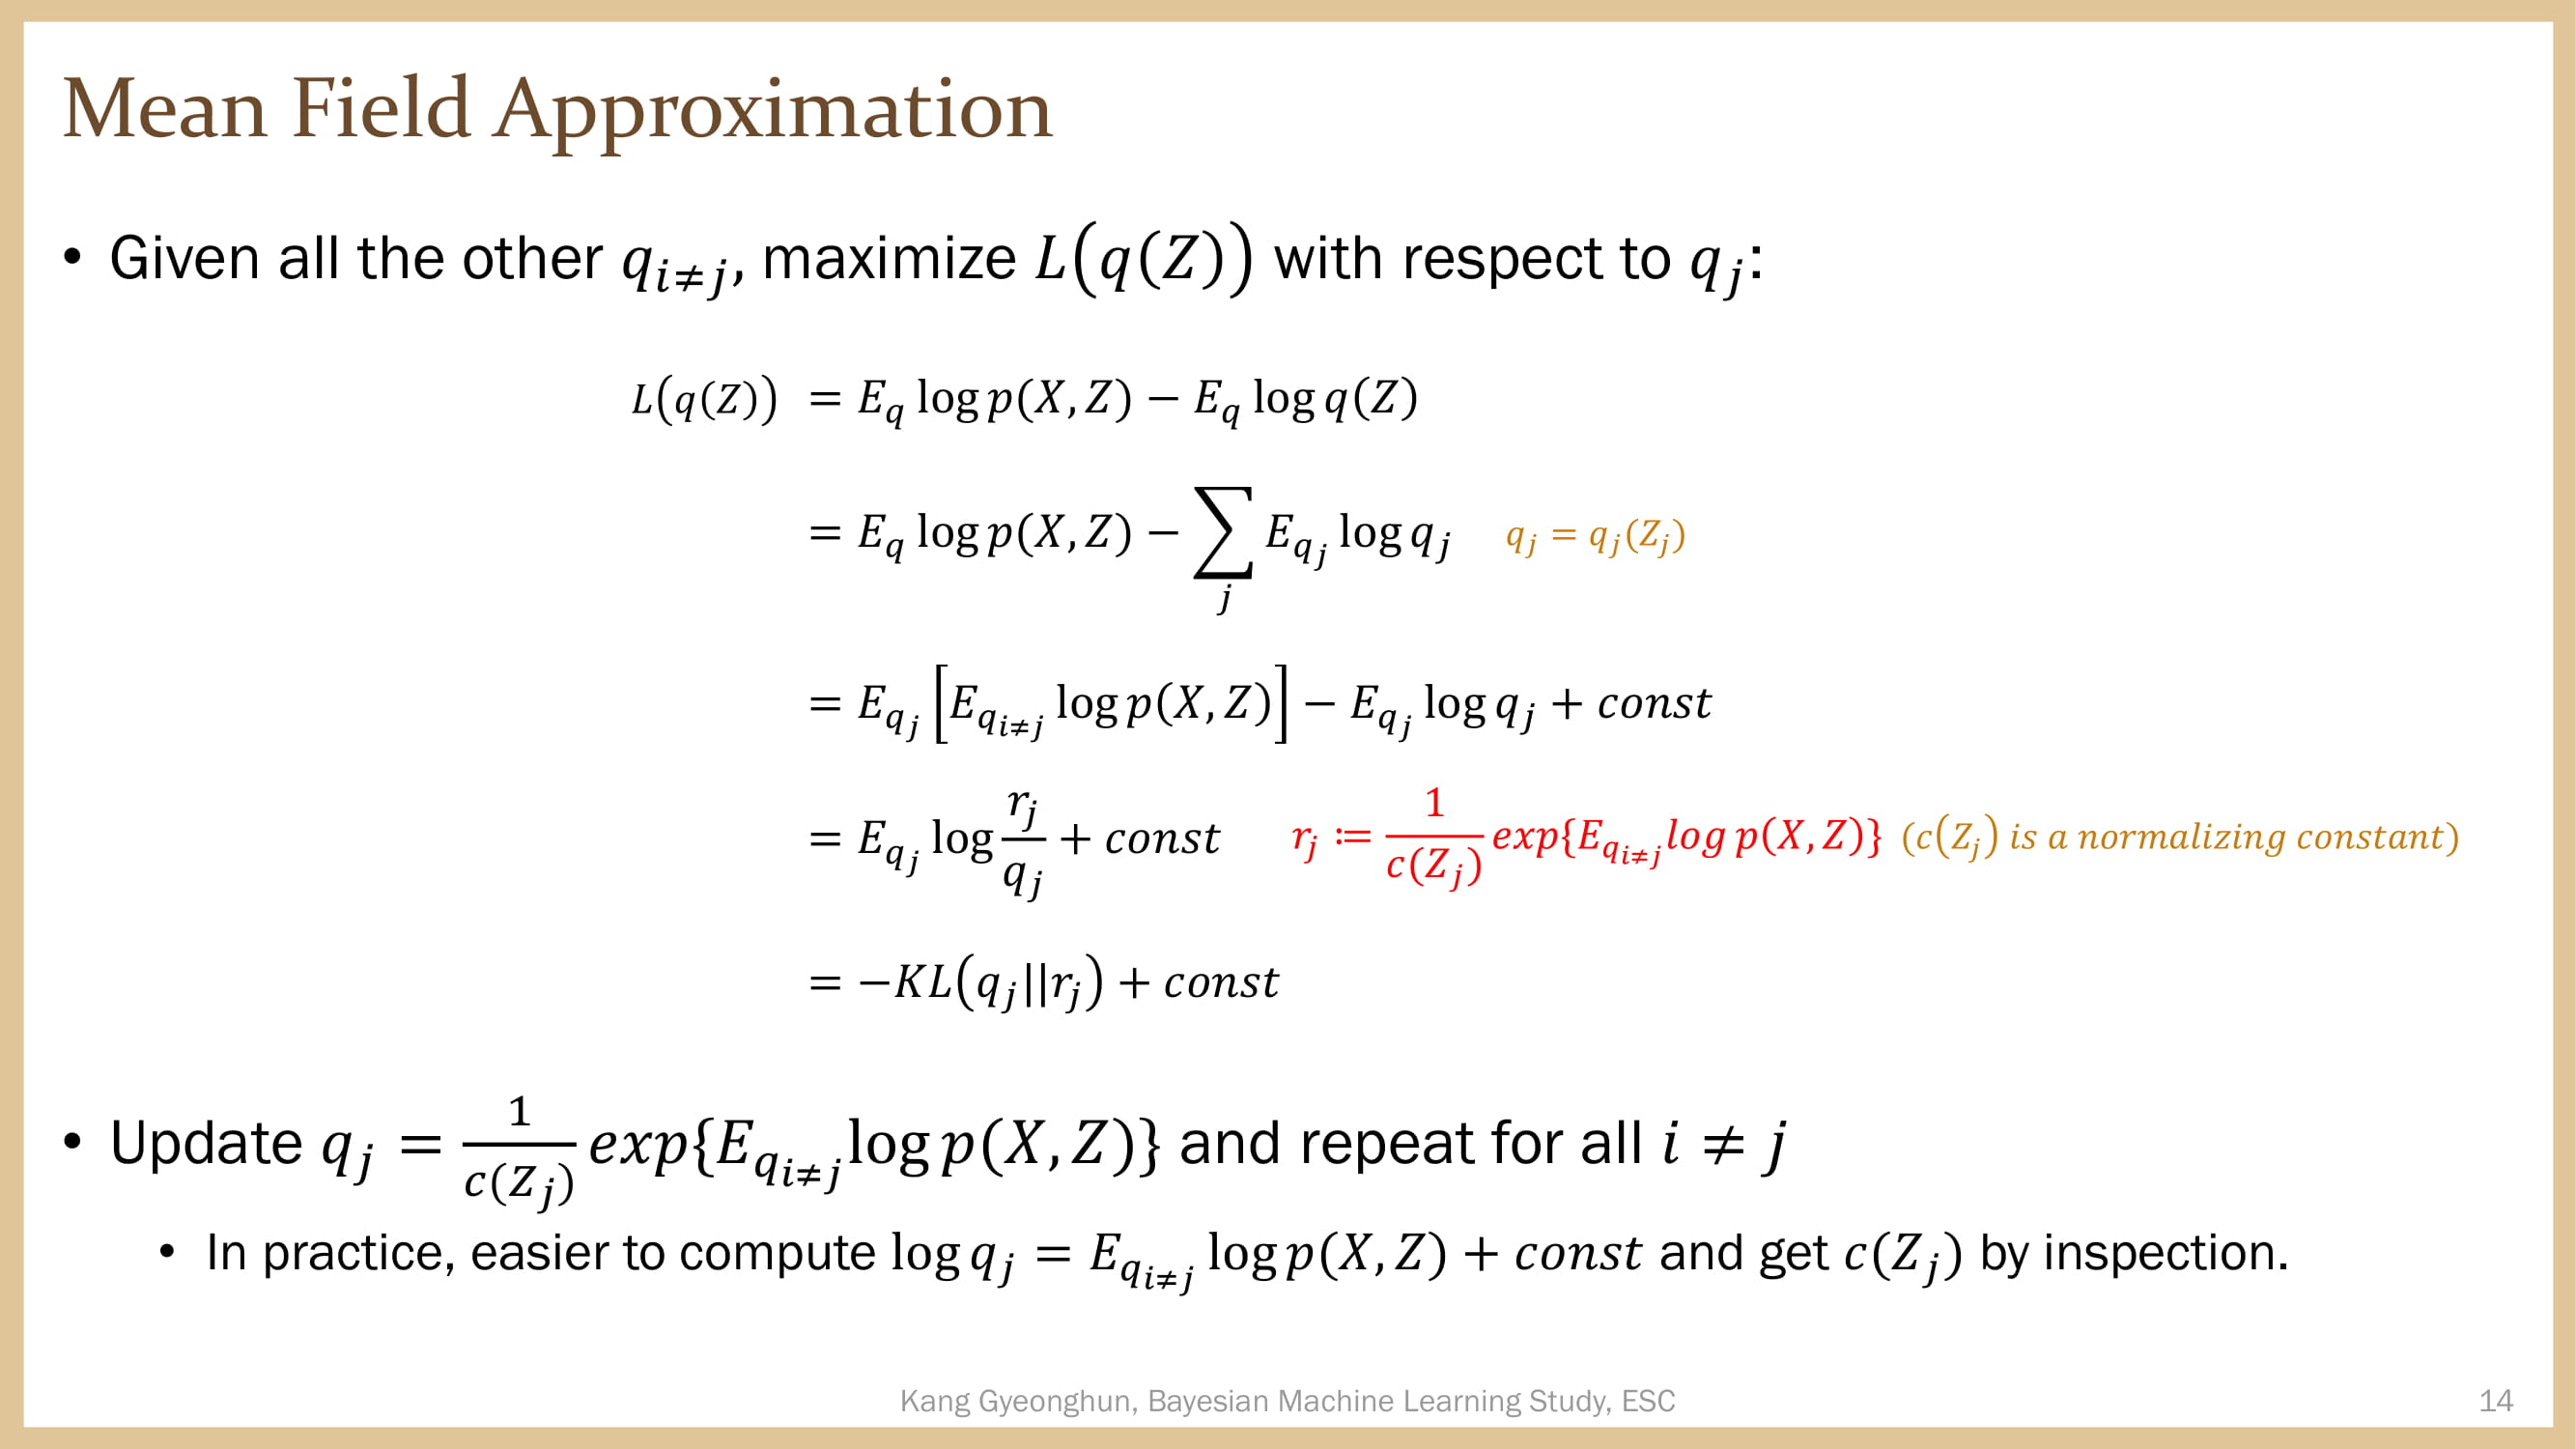 Mean Field Approximation
• Given all the other $q_{i \neq j}$, maximize $L(q(Z))$ with respect to $q_j$:
$L(q(Z)) = E_q \log p(X, Z) - E_q \log q(Z)$
$= E_q \log p(X, Z) - \sum_j E_{q_j} \log q_j$ $q_j = q_j(Z_j)$
$= E_{q_j} [E_{q_{i \neq j}} \log p(X, Z)] - E_{q_j} \log q_j + const$
$= E_{q_j} \log \frac{r_j}{q_j} + const$ $r_j := \frac{1}{c(Z_j)} exp\{E_{q_{i \neq j}} log\, p(X, Z)\}$ $(c(Z_j)$ is a normalizing constant)
$= -KL(q_j || r_j) + const$
• Update $q_j = \frac{1}{c(Z_j)} exp\{E_{q_{i \neq j}} \log p(X, Z)\}$ and repeat for all $i \neq j$
• In practice, easier to compute $\log q_j = E_{q_{i \neq j}} \log p(X, Z) + const$ and get $c(Z_j)$ by inspection.
Kang Gyeonghun, Bayesian Machine Learning Study, ESC
14